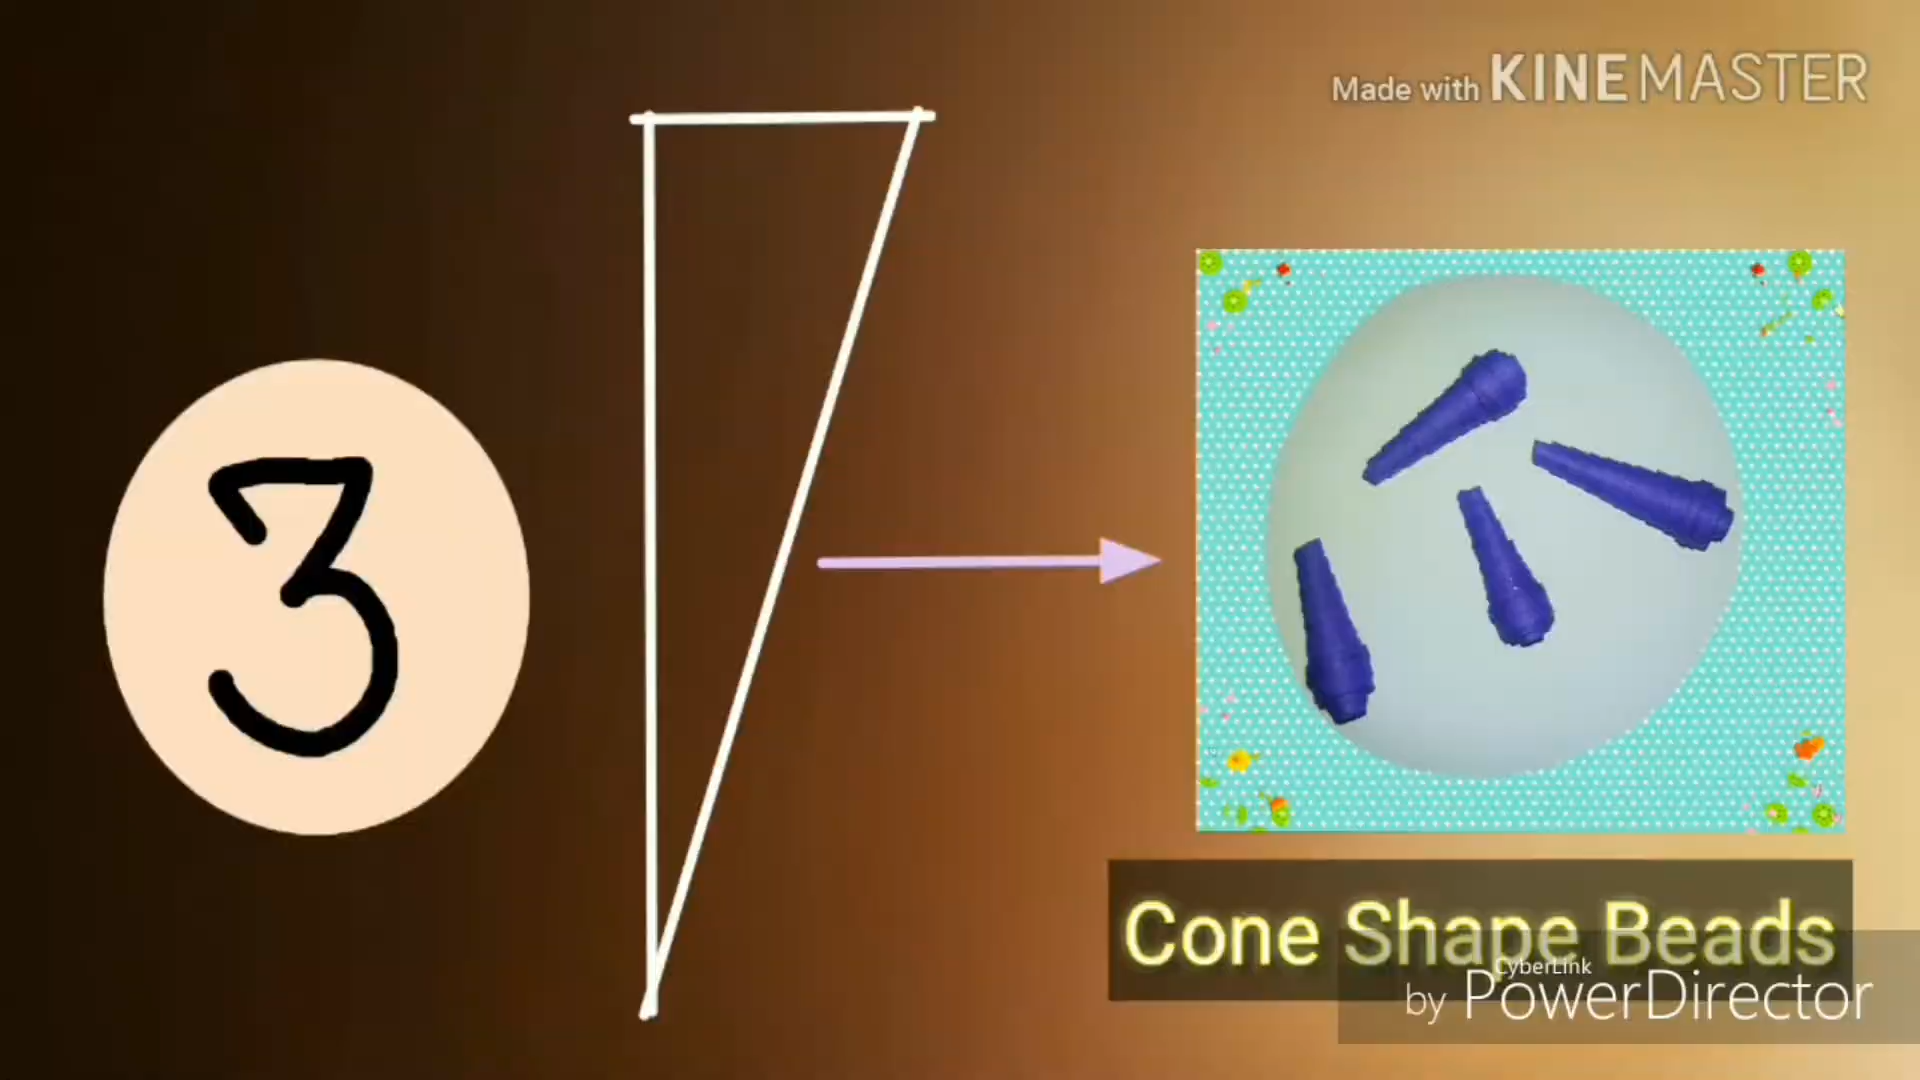 Made with KINEMASTER
3
Cone Shape Beads
CyberLink
by PowerDirector